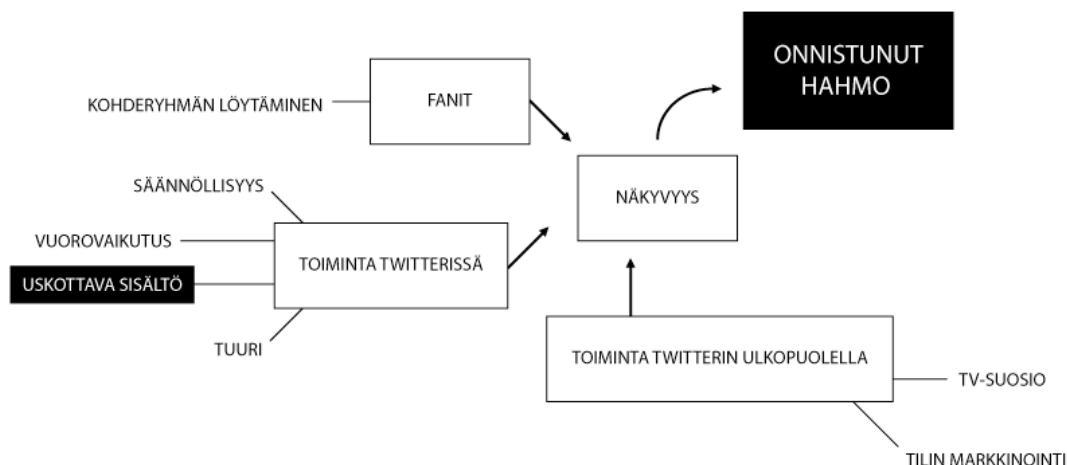 ONNISTUNUT
HAHMO
FANIT
KOHDERYHMÄN LÖYTÄMINEN
SÄÄNNÖLLISYYS
NÄKYVYYS
VUOROVAIKUTUS
TOIMINTA TWITTERISSÄ
USKOTTAVA SISÄLTÖ
TUURI
TOIMINTA TWITTERIN ULKOPUOLELLA
TV-SUOSIO
TILIN MARKKINOINTI